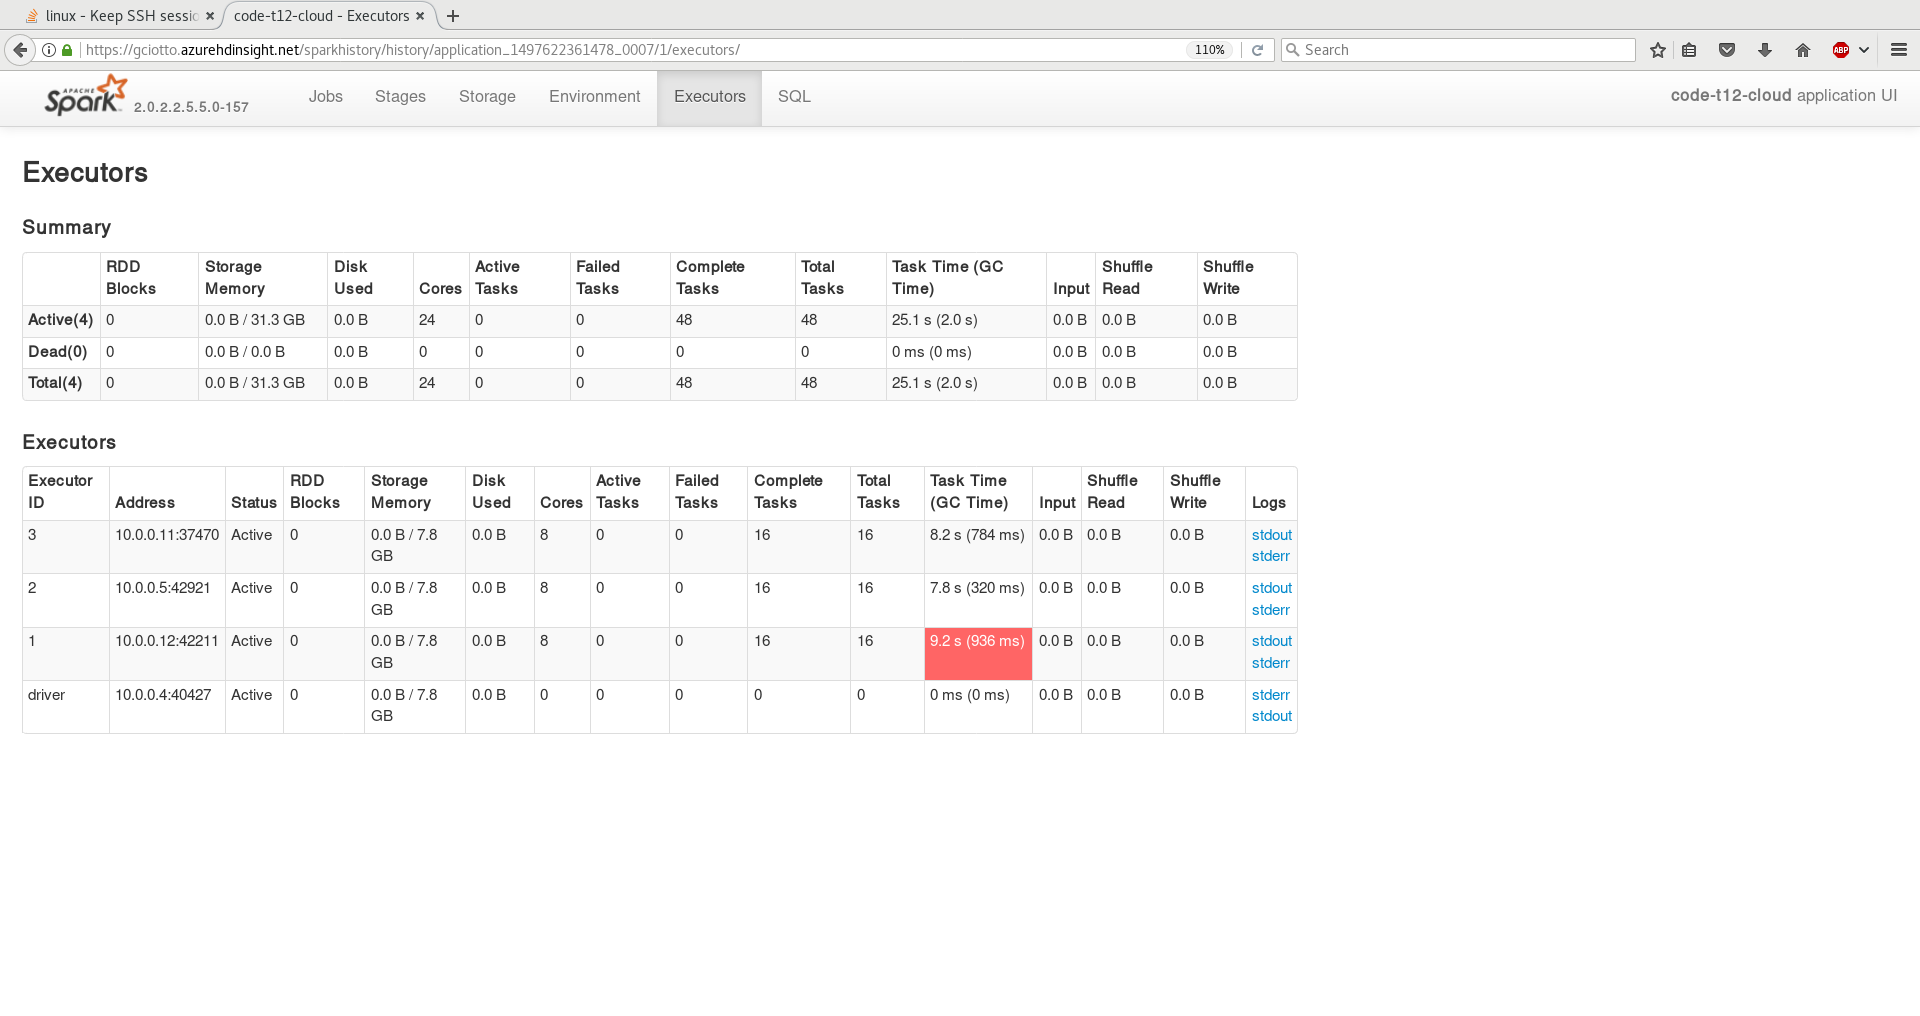 linux - Keep SSH sessio
code-t12-cloud - Executors
https://gciotto.azurehdinsight.net/sparkhistory/history/application_1497622361478_0007/1/executors/
110%
Search
ABP
APACHE Spark 2.0.2.2.5.5.0-157
Jobs Stages Storage Environment Executors SQL
code-t12-cloud application UI
Executors
Summary
RDD Blocks Storage Memory Disk Used Cores Active Tasks Failed Tasks Complete Tasks Total Tasks Task Time (GC Time) Input Shuffle Read Shuffle Write
Active(4) 0 0.0 B / 31.3 GB 0.0 B 24 0 0 48 48 25.1 s (2.0 s) 0.0 B 0.0 B 0.0 B
Dead(0) 0 0.0 B / 0.0 B 0.0 B 0 0 0 0 0 0 ms (0 ms) 0.0 B 0.0 B 0.0 B
Total(4) 0 0.0 B / 31.3 GB 0.0 B 24 0 0 48 48 25.1 s (2.0 s) 0.0 B 0.0 B 0.0 B
Executors
Executor ID Address Status RDD Blocks Storage Memory Disk Used Cores Active Tasks Failed Tasks Complete Tasks Total Tasks Task Time (GC Time) Input Shuffle Read Shuffle Write Logs
3 10.0.0.11:37470 Active 0 0.0 B / 7.8 GB 0.0 B 8 0 0 16 16 8.2 s (784 ms) 0.0 B 0.0 B 0.0 B stdout stderr
2 10.0.0.5:42921 Active 0 0.0 B / 7.8 GB 0.0 B 8 0 0 16 16 7.8 s (320 ms) 0.0 B 0.0 B 0.0 B stdout stderr
1 10.0.0.12:42211 Active 0 0.0 B / 7.8 GB 0.0 B 8 0 0 16 16 9.2 s (936 ms) 0.0 B 0.0 B 0.0 B stdout stderr
driver 10.0.0.4:40427 Active 0 0.0 B / 7.8 GB 0.0 B 0 0 0 0 0 0 ms (0 ms) 0.0 B 0.0 B 0.0 B stderr stdout